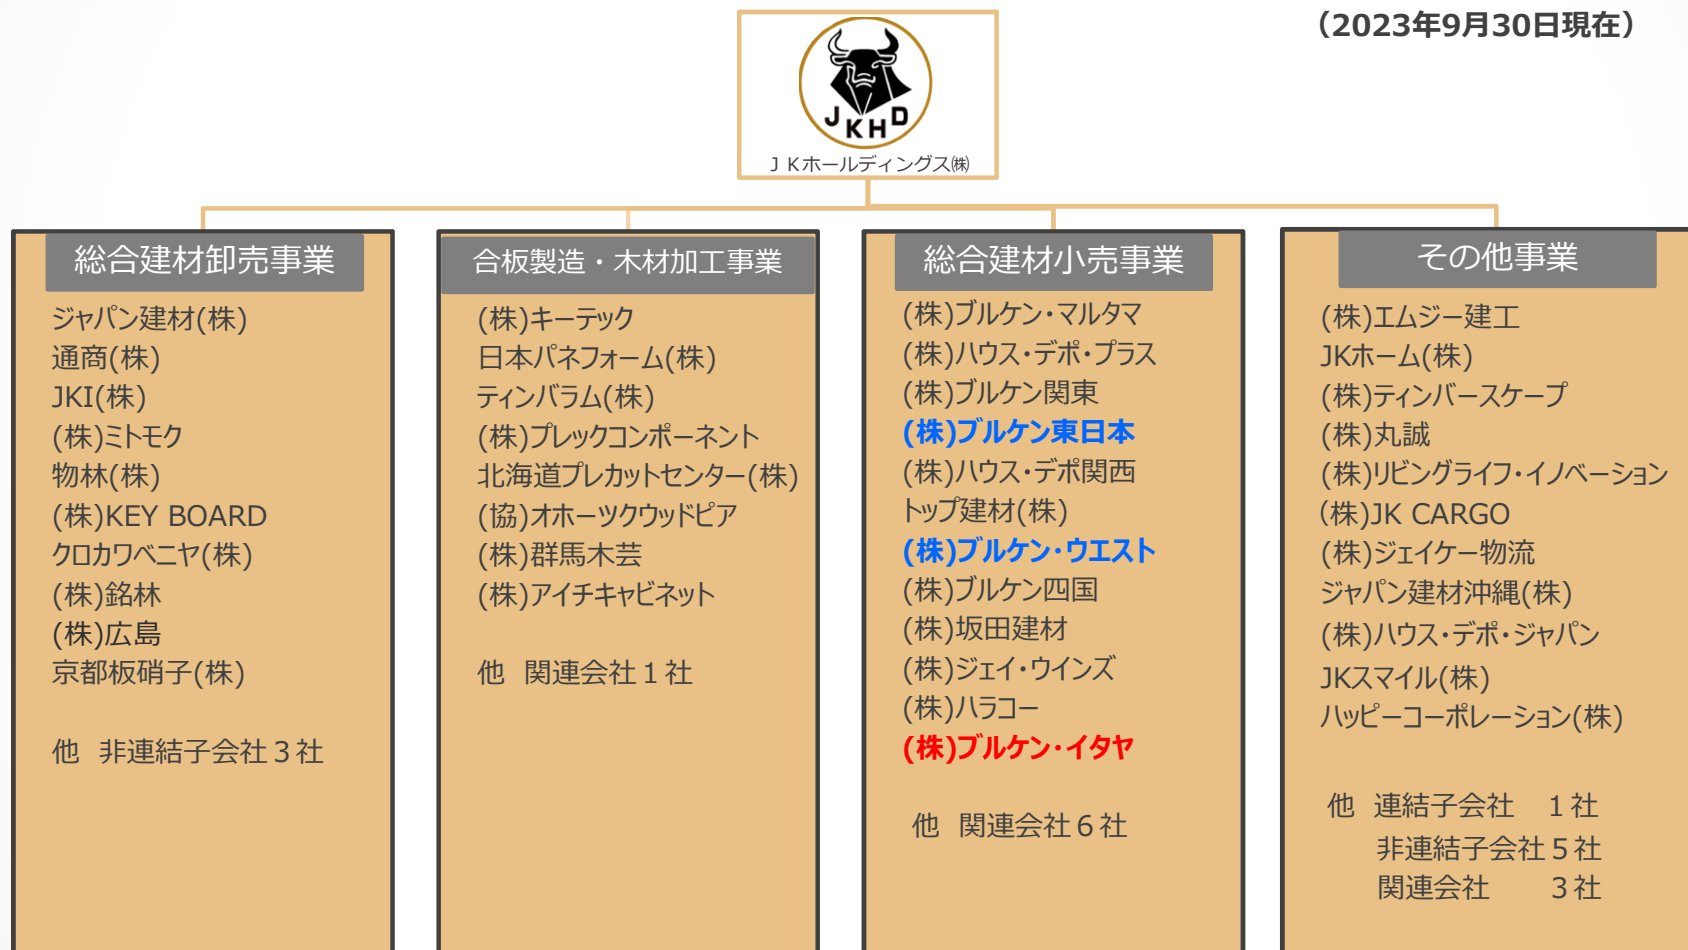 （2023年9月30日現在）
JKHD
ＪＫホールディングス㈱
総合建材卸売事業
ジャパン建材(株)
通商(株)
JKI(株)
(株)ミトモク
物林(株)
(株)KEY BOARD
クロカワベニヤ(株)
(株)銘林
(株)広島
京都板硝子(株)
他 非連結子会社３社
合板製造・木材加工事業
(株)キーテック
日本パネフォーム(株)
ティンバラム(株)
(株)プレックコンポーネント
北海道プレカットセンター(株)
(協)オホーツクウッドピア
(株)群馬木芸
(株)アイチキャビネット
他 関連会社１社
総合建材小売事業
(株)ブルケン・マルタマ
(株)ハウス・デポ・プラス
(株)ブルケン関東
(株)ブルケン東日本
(株)ハウス・デポ関西
トップ建材(株)
(株)ブルケン・ウエスト
(株)ブルケン四国
(株)坂田建材
(株)ジェイ・ウインズ
(株)ハラコー
(株)ブルケン・イタヤ
他 関連会社６社
その他事業
(株)エムジー建工
JKホーム(株)
(株)ティンバースケープ
(株)丸誠
(株)リビングライフ・イノベーション
(株)JK CARGO
(株)ジェイケー物流
ジャパン建材沖縄(株)
(株)ハウス・デポ・ジャパン
JKスマイル(株)
ハッピーコーポレーション(株)
他 連結子会社 １社
非連結子会社５社
関連会社 ３社